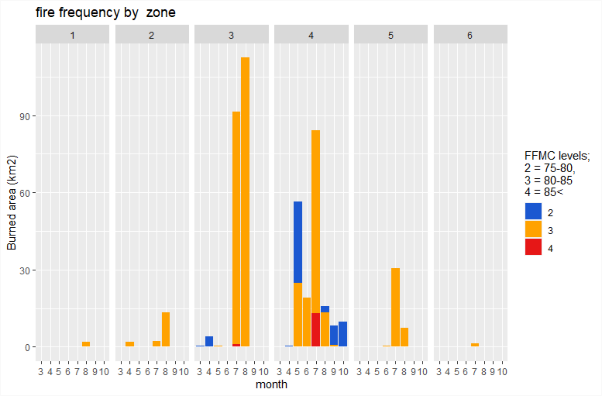 fire frequency by  zone
1 2 3 4 5 6
Burned area (km2)
90
60
30
0
3 4 5 6 7 8 9 10 3 4 5 6 7 8 9 10 3 4 5 6 7 8 9 10 3 4 5 6 7 8 9 10 3 4 5 6 7 8 9 10 3 4 5 6 7 8 9 10
month
FFMC levels;
2 = 75-80,
3 = 80-85
4 = 85<
2
3
4